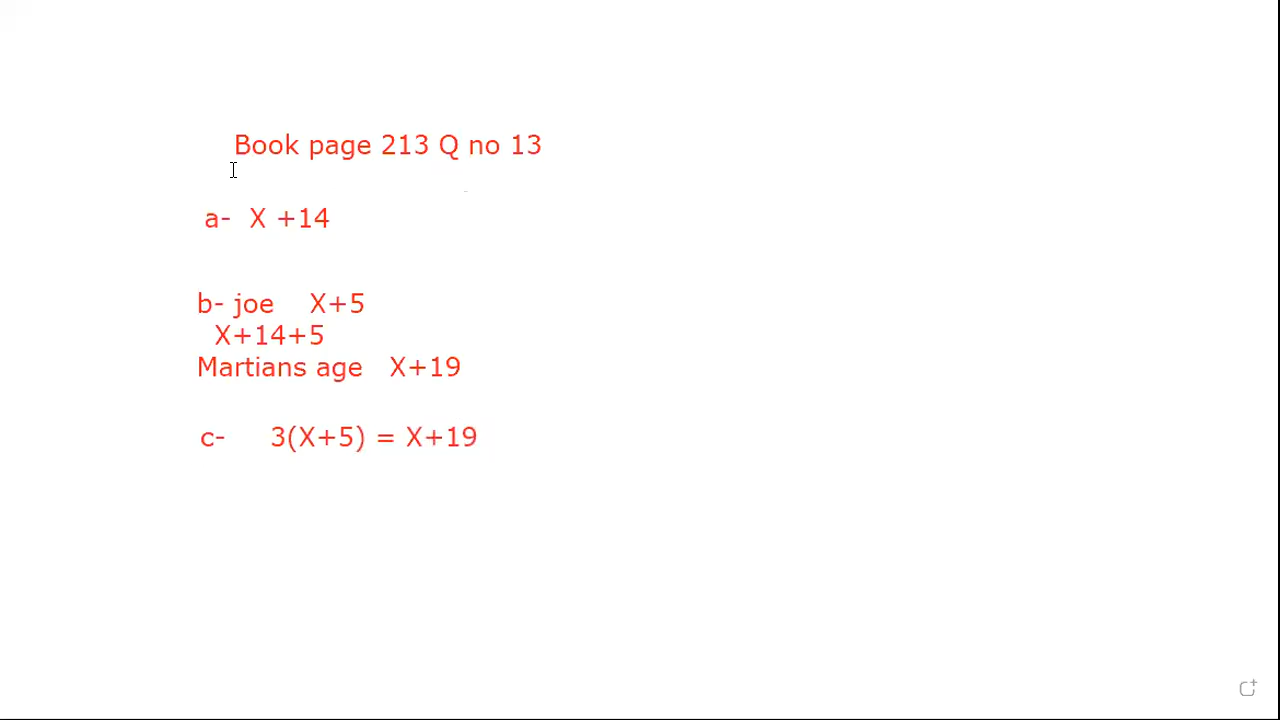 Book page 213 Q no 13
a- X +14
b- joe X+5
X+14+5
Martians age X+19
c- 3(X+5) = X+19